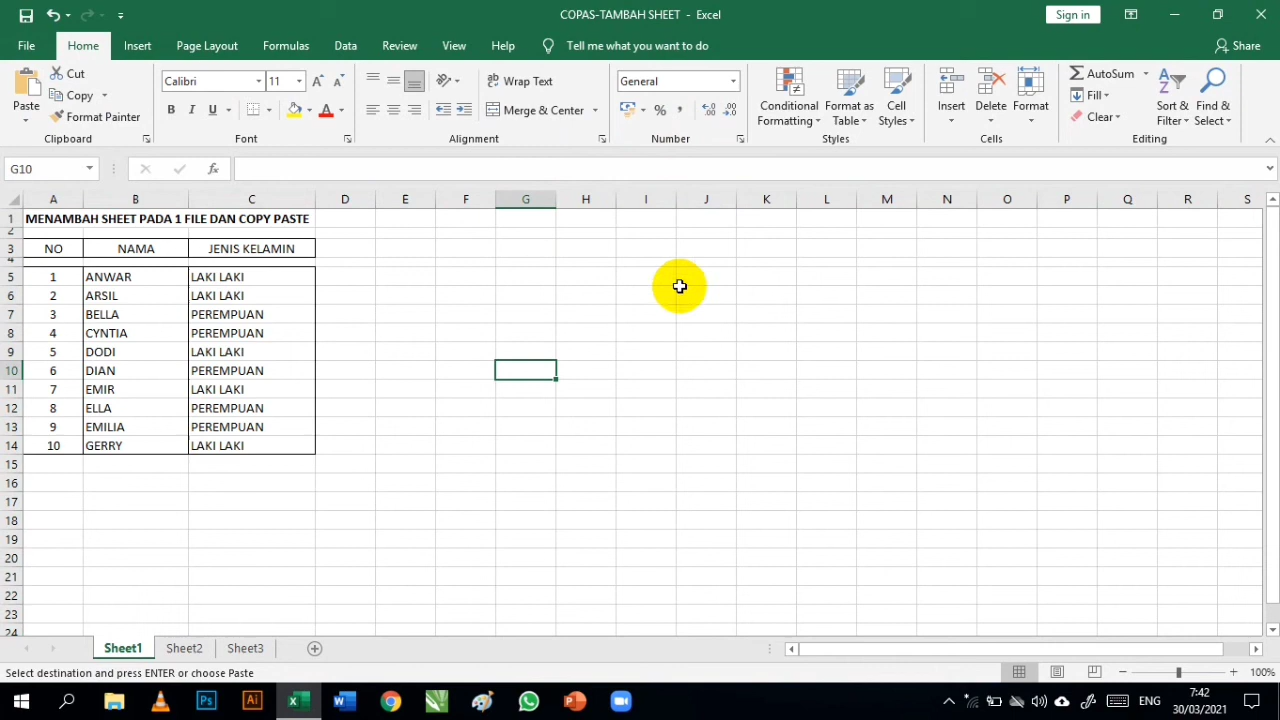 COPAS-TAMBAH SHEET - Excel
Sign in
File Home Insert Page Layout Formulas Data Review View Help Tell me what you want to do Share
Paste
Cut
Copy
Format Painter
Clipboard
Calibri 11
B I U
Font
Wrap Text
Merge & Center
Alignment
General
Number
Conditional Formatting
Format as Table
Cell Styles
Styles
Insert
Delete
Format
Cells
AutoSum
Fill
Clear
Sort & Filter
Find & Select
Editing
G10
fx
A B C D E F G H I J K L M N O P Q R S
1 MENAMBAH SHEET PADA 1 FILE DAN COPY PASTE
2
3 NO NAMA JENIS KELAMIN
4
5 1 ANWAR LAKI LAKI
6 2 ARSIL LAKI LAKI
7 3 BELLA PEREMPUAN
8 4 CYNTIA PEREMPUAN
9 5 DODI LAKI LAKI
10 6 DIAN PEREMPUAN
11 7 EMIR LAKI LAKI
12 8 ELLA PEREMPUAN
13 9 EMILIA PEREMPUAN
14 10 GERRY LAKI LAKI
15
16
17
18
19
20
21
22
23
24
Sheet1 Sheet2 Sheet3
Select destination and press ENTER or choose Paste
100%
ENG
7:42
30/03/2021